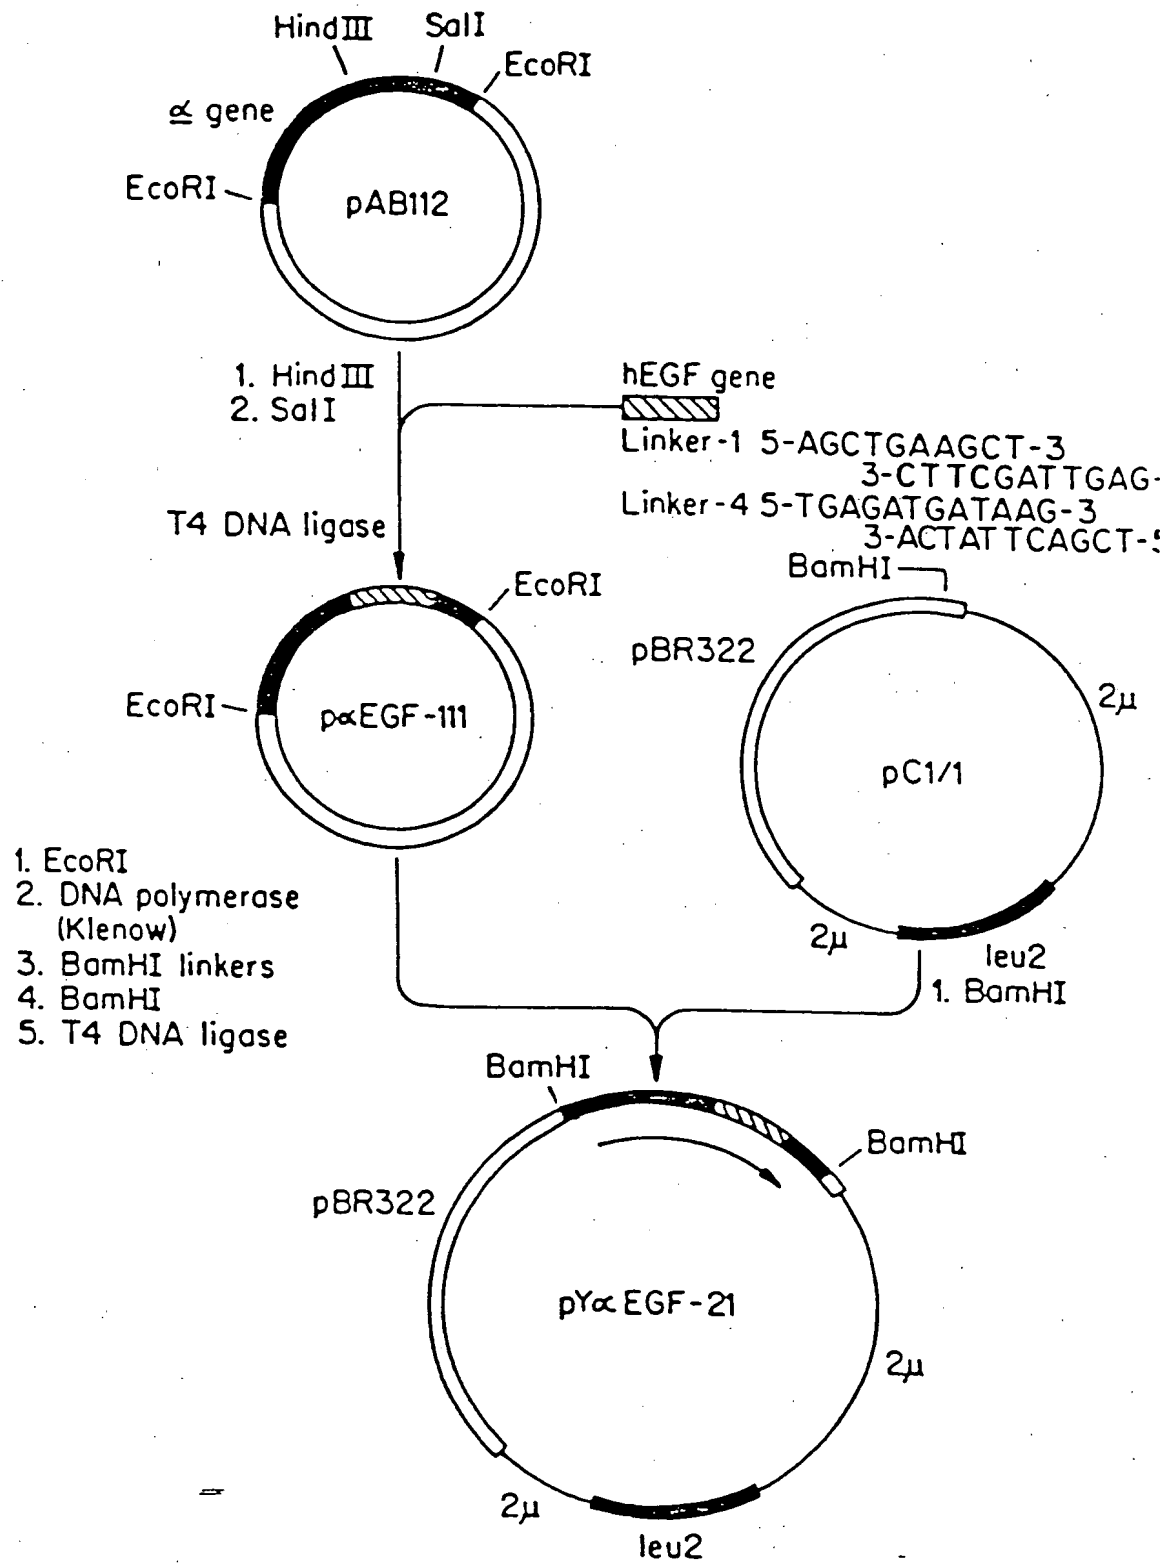 HindIII
SalI
EcoRI
α gene
EcoRI
pAB112
1. HindIII
2. SalI
hEGF gene
Linker-1 5-AGCTGAAGCT-3
3-CTTCGATTGAG-
Linker-4 5-TGAGATGATAAG-3
3-ACTATTCAGCT-5
T4 DNA ligase
BamHI
EcoRI
pBR322
2μ
EcoRI
pαEGF-111
pC1/1
1. EcoRI
2. DNA polymerase
(Klenow)
3. BamHI linkers
4. BamHI
5. T4 DNA ligase
2μ
leu2
1. BamHI
BamHI
BamHI
pBR322
pYαEGF-21
2μ
2μ
leu2